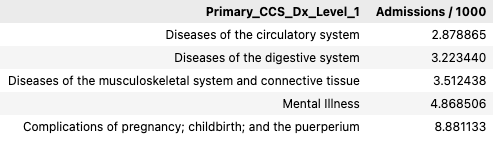 Primary_CCS_Dx_Level_1 Admissions / 1000
Diseases of the circulatory system 2.878865
Diseases of the digestive system 3.223440
Diseases of the musculoskeletal system and connective tissue 3.512438
Mental Illness 4.868506
Complications of pregnancy; childbirth; and the puerperium 8.881133